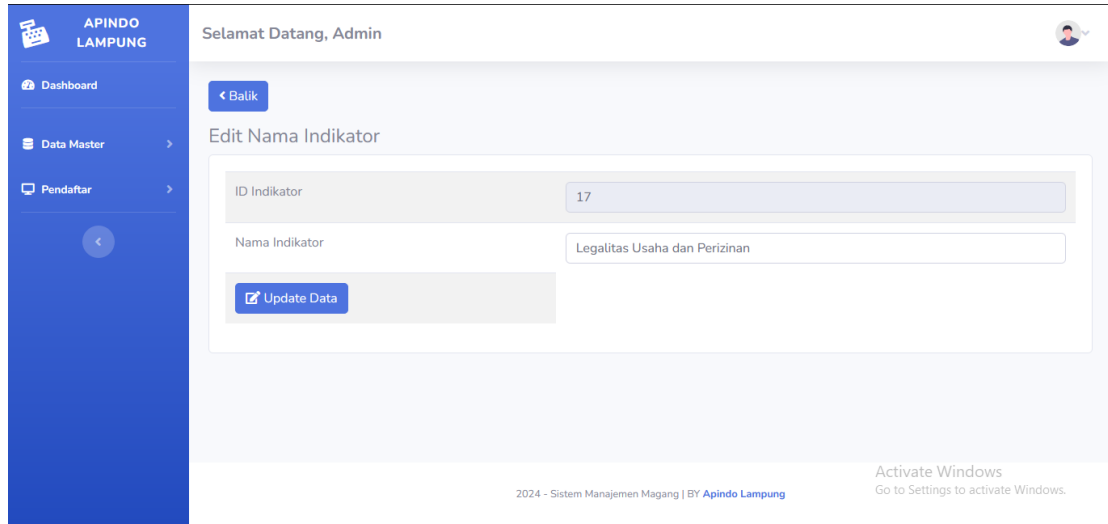 APINDO
LAMPUNG
Selamat Datang, Admin
Dashboard
Data Master
Pendaftar
Balik
Edit Nama Indikator
ID Indikator
17
Nama Indikator
Legalitas Usaha dan Perizinan
Update Data
Activate Windows
Go to Settings to activate Windows.
2024 - Sistem Manajemen Magang | BY Apindo Lampung